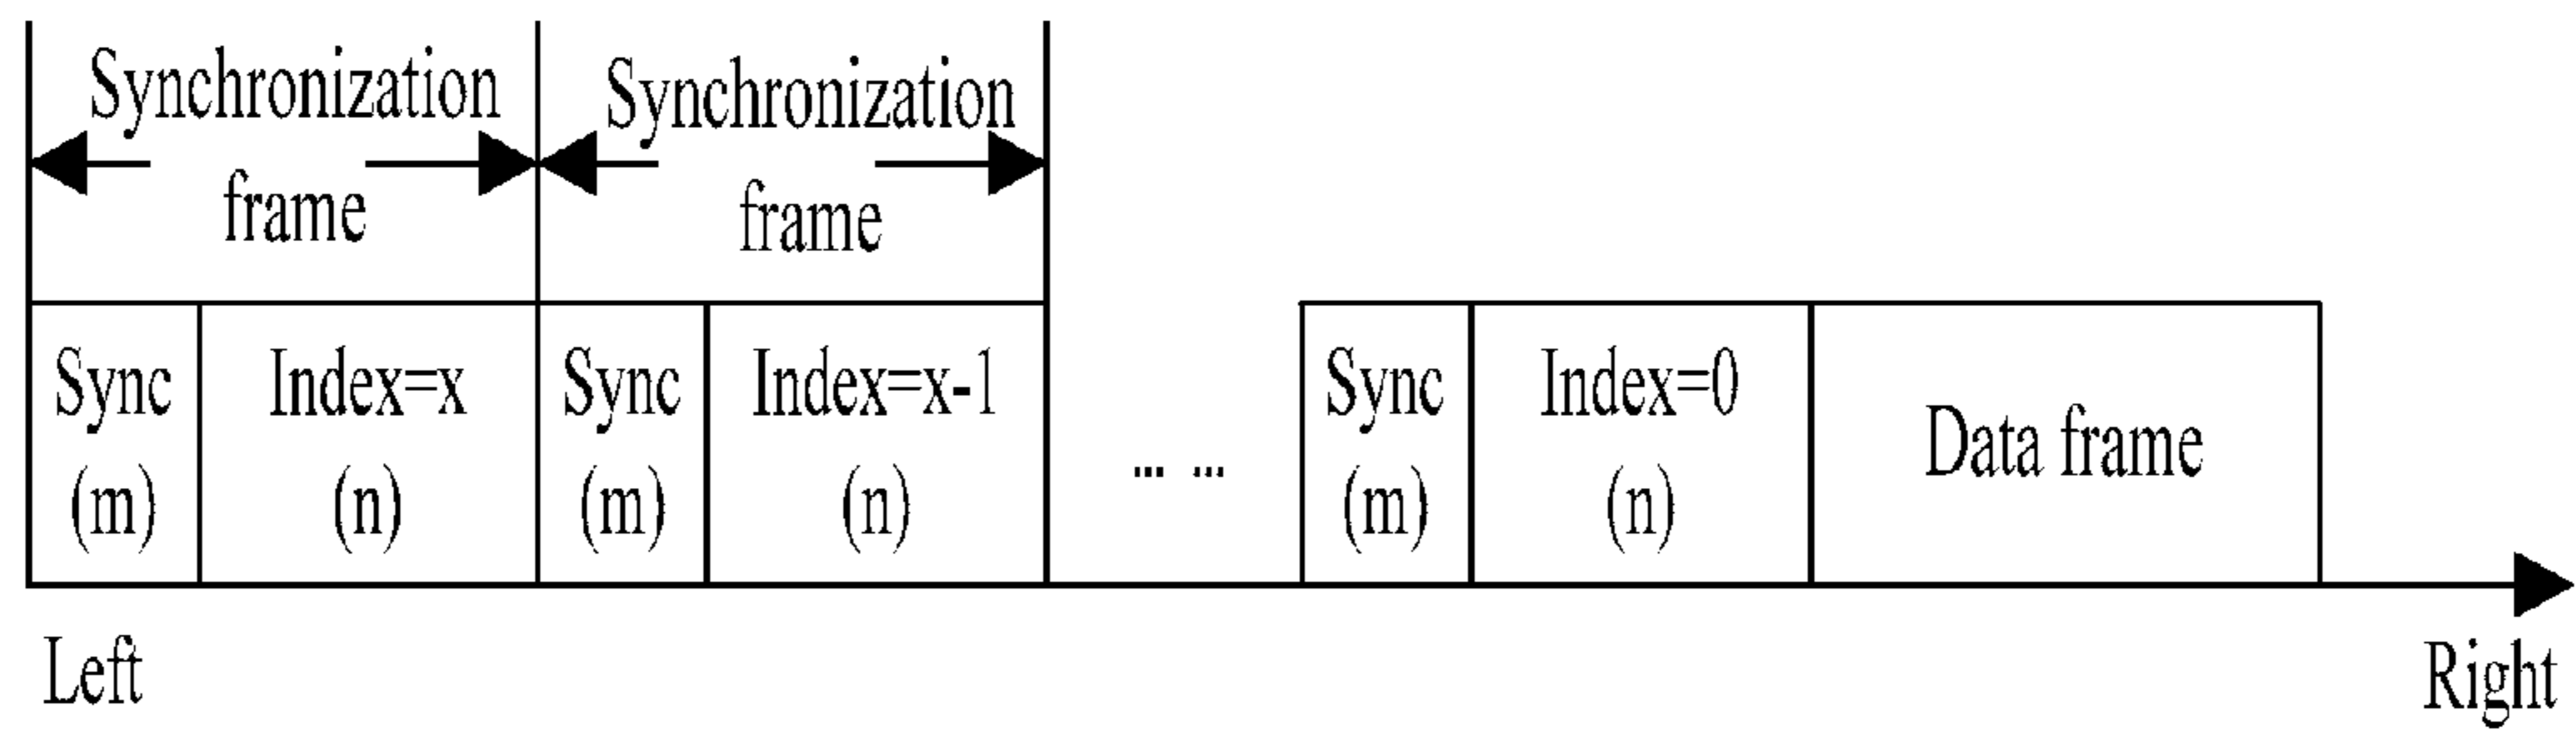 Synchronization
frame
Synchronization
frame
Sync
(m)
Index=x
(n)
Sync
(m)
Index=x-1
(n)
... ...
Sync
(m)
Index=0
(n)
Data frame
Left
Right